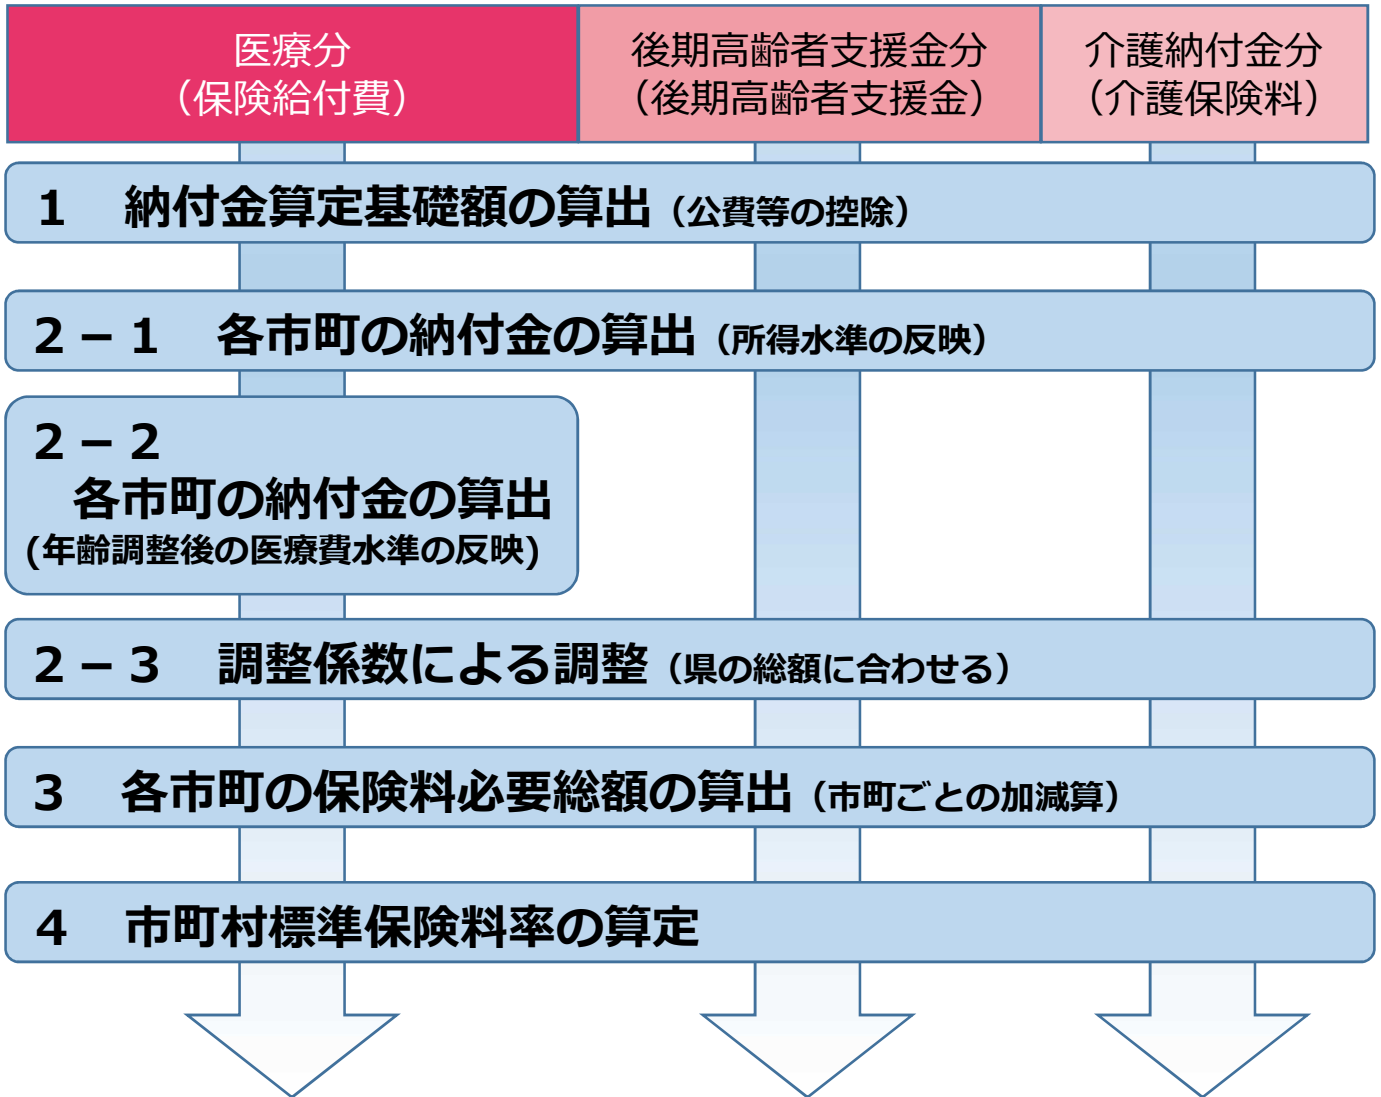 医療分
（保険給付費）
後期高齢者支援金分
（後期高齢者支援金）
介護納付金分
（介護保険料）
１　納付金算定基礎額の算出（公費等の控除）
２－１　各市町の納付金の算出（所得水準の反映）
２－２
各市町の納付金の算出
(年齢調整後の医療費水準の反映)
２－３　調整係数による調整（県の総額に合わせる）
３　各市町の保険料必要総額の算出（市町ごとの加減算）
４　市町村標準保険料率の算定